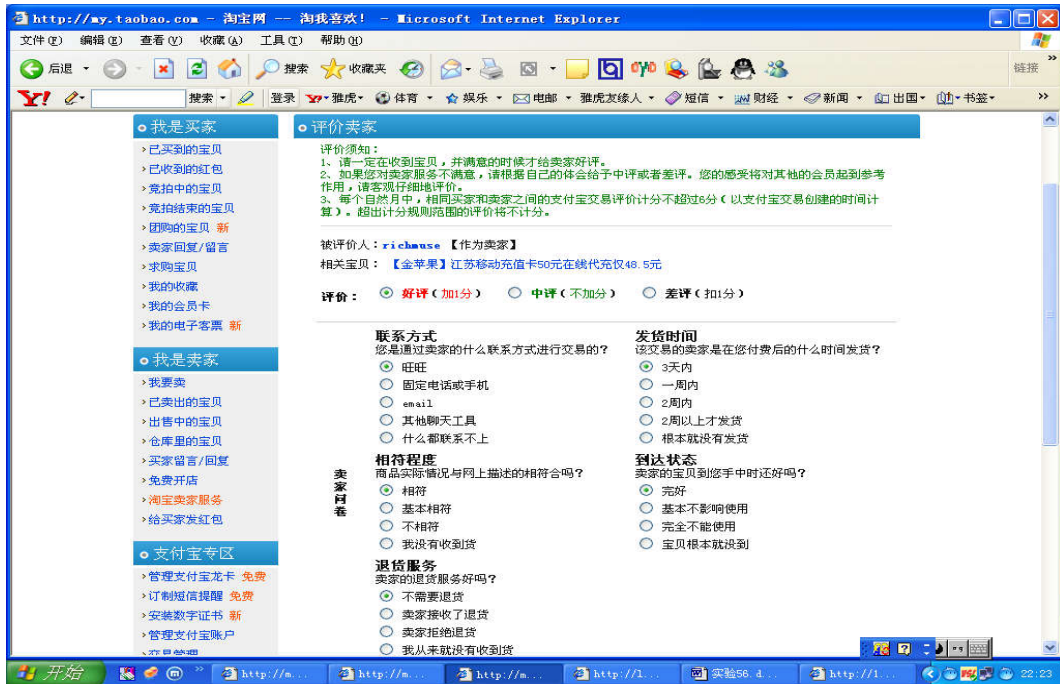 http://my.taobao.com - 淘宝网 -- 淘我喜欢! - Microsoft Internet Explorer
文件(F) 编辑(E) 查看(V) 收藏(A) 工具(T) 帮助(H)
后退 搜索 收藏夹 链接
Y! 搜索 登录 雅虎 体育 娱乐 电邮 雅虎友缘人 短信 财经 新闻 出国 书签
我是买家
已买到的宝贝
已收到的红包
竞拍中的宝贝
竞拍结束的宝贝
团购的宝贝 新
卖家回复/留言
求购宝贝
我的收藏
我的会员卡
我的电子客票 新
我是卖家
我要卖
已卖出的宝贝
出售中的宝贝
仓库里的宝贝
买家留言/回复
免费开店
淘宝卖家服务
给买家发红包
支付宝专区
管理支付宝龙卡 免费
订制短信提醒 免费
安装数字证书 新
管理支付宝账户
交易管理
评价卖家
评价须知:
1、请一定在收到宝贝,并满意的时候才给卖家好评。
2、如果您对卖家服务不满意,请根据自己的体会给予中评或者差评。您的感受将对其他的会员起到参考
作用,请客观仔细地评价。
3、每个自然月中,相同买家和卖家之间的支付宝交易评价计分不超过6分(以支付宝交易创建的时间计
算)。超出计分规则范围的评价将不计分。
被评价人:richmuse 【作为卖家】
相关宝贝: 【金苹果】江苏移动充值卡50元在线代充仅48.5元
评价: 好评(加1分) 中评(不加分) 差评(扣1分)
卖家问卷
联系方式
您是通过卖家的什么联系方式进行交易的?
旺旺
固定电话或手机
email
其他聊天工具
什么都联系不上
发货时间
该交易的卖家是在您付费后的什么时间发货?
3天内
一周内
2周内
2周以上才发货
根本就没有发货
相符程度
商品实际情况与网上描述的相符合吗?
相符
基本相符
不相符
我没有收到货
到达状态
卖家的宝贝到您手中时还好吗?
完好
基本不影响使用
完全不能使用
宝贝根本就没到
退货服务
卖家的退货服务好吗?
不需要退货
卖家接收了退货
卖家拒绝退货
我从来就没有收到货
开始 http://m... http://m... http://m... http://l... 实验56.d... http://l... 22:23